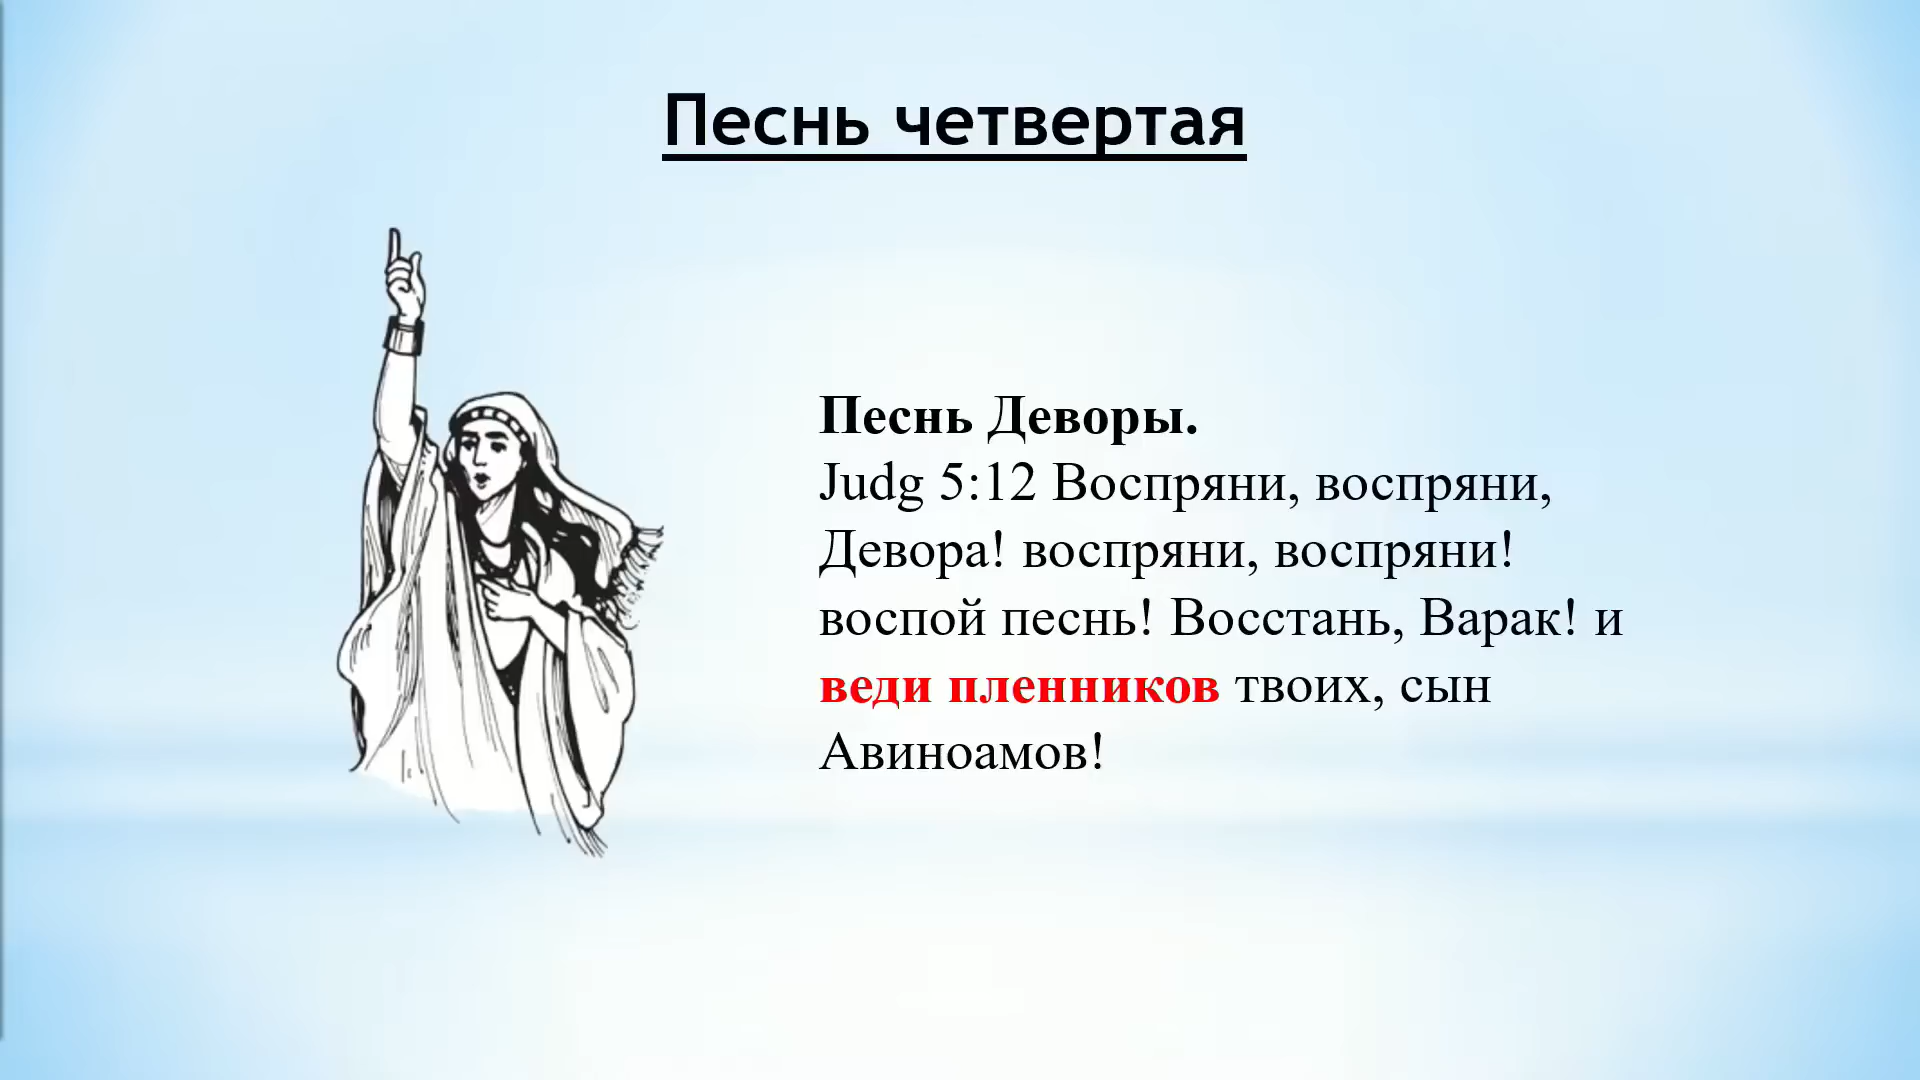 Песнь четвертая
Песнь Деворы.
Judg 5:12 Воспряни, воспряни,
Девора! воспряни, воспряни!
воспой песнь! Восстань, Варак! и
веди пленников твоих, сын
Авиноамов!